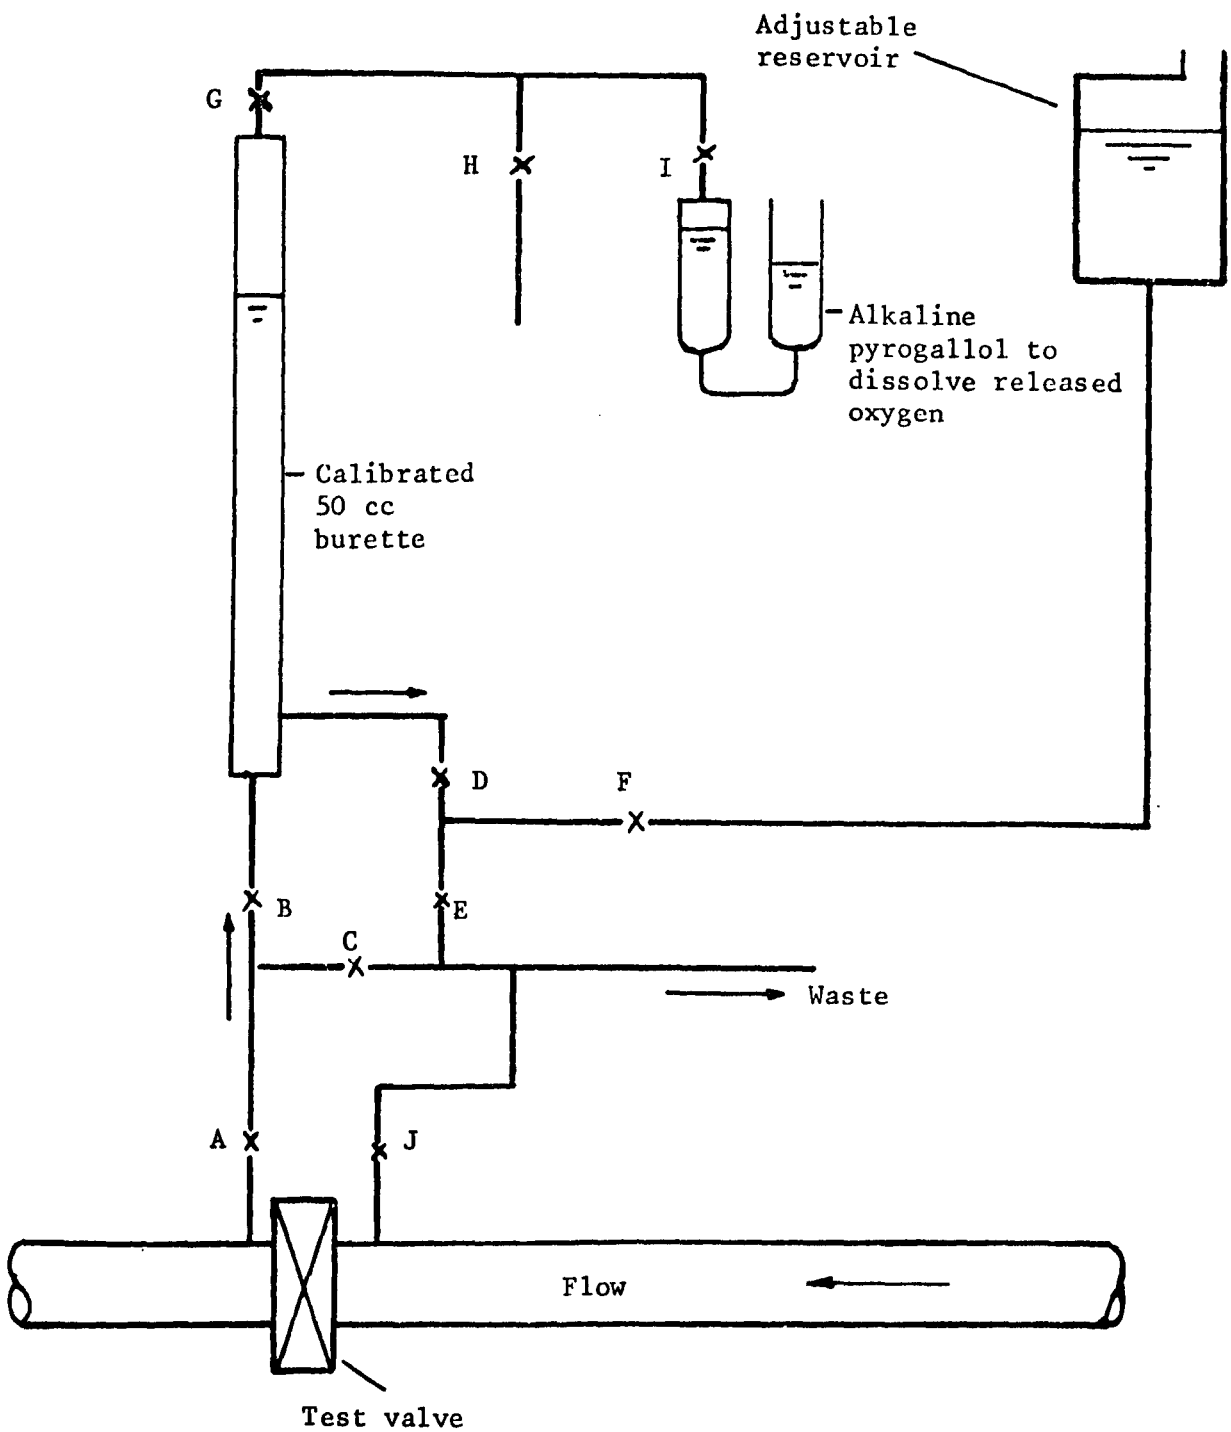 Adjustable
reservoir
G
H
I
Alkaline
pyrogallol to
dissolve released
oxygen
Calibrated
50 cc
burette
D
F
B
E
C
Waste
A
J
Flow
Test valve